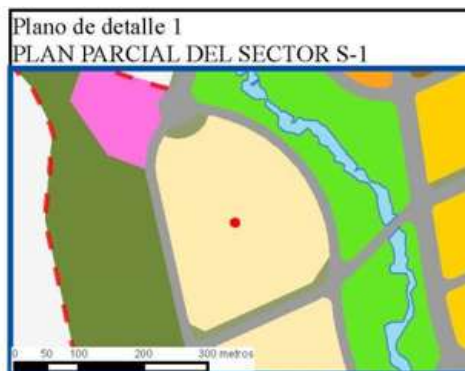 Plano de detalle 1
PLAN PARCIAL DEL SECTOR S-1
0 50 100 200 300 metros